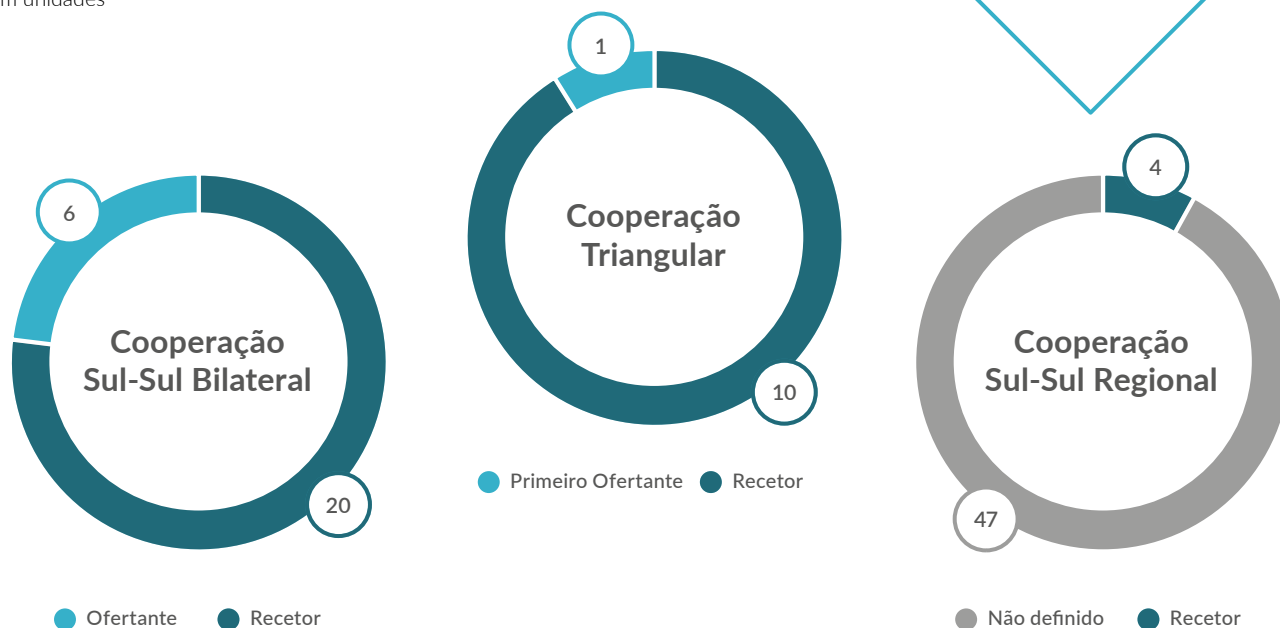 m unidades
1
4
6
Cooperação
Triangular
Cooperação
Sul-Sul Bilateral
Cooperação
Sul-Sul Regional
10
Primeiro Ofertante
Recetor
20
47
Ofertante
Recetor
Não definido
Recetor